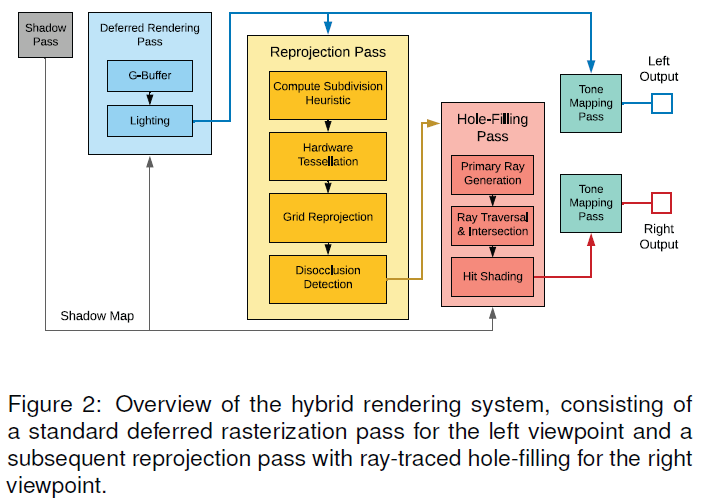 Shadow
Pass
Deferred Rendering
Pass
G-Buffer
Lighting
Reprojection Pass
Compute Subdivision
Heuristic
Hardware
Tessellation
Grid Reprojection
Disocclusion
Detection
Hole-Filling
Pass
Primary Ray
Generation
Ray Traversal
& Intersection
Hit Shading
Tone
Mapping
Pass
Left
Output
Tone
Mapping
Pass
Right
Output
Shadow Map
Figure 2: Overview of the hybrid rendering system, consisting of
a standard deferred rasterization pass for the left viewpoint and a
subsequent reprojection pass with ray-traced hole-filling for the right
viewpoint.